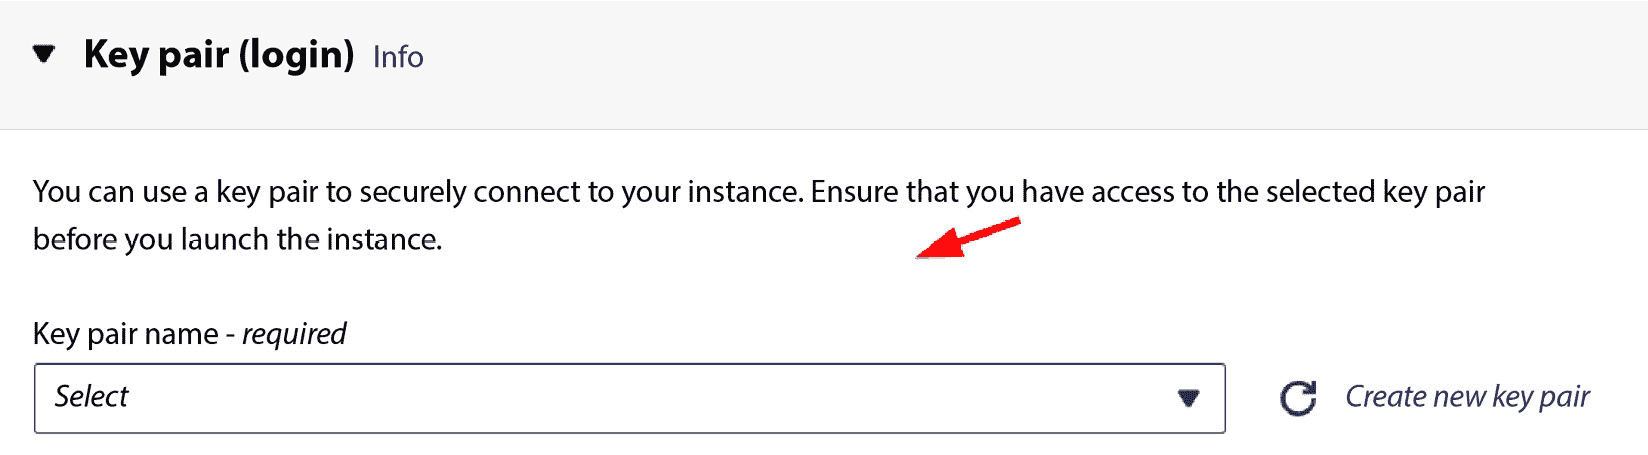 Key pair (login) Info
You can use a key pair to securely connect to your instance. Ensure that you have access to the selected key pair
before you launch the instance.
Key pair name - required
Select
Create new key pair